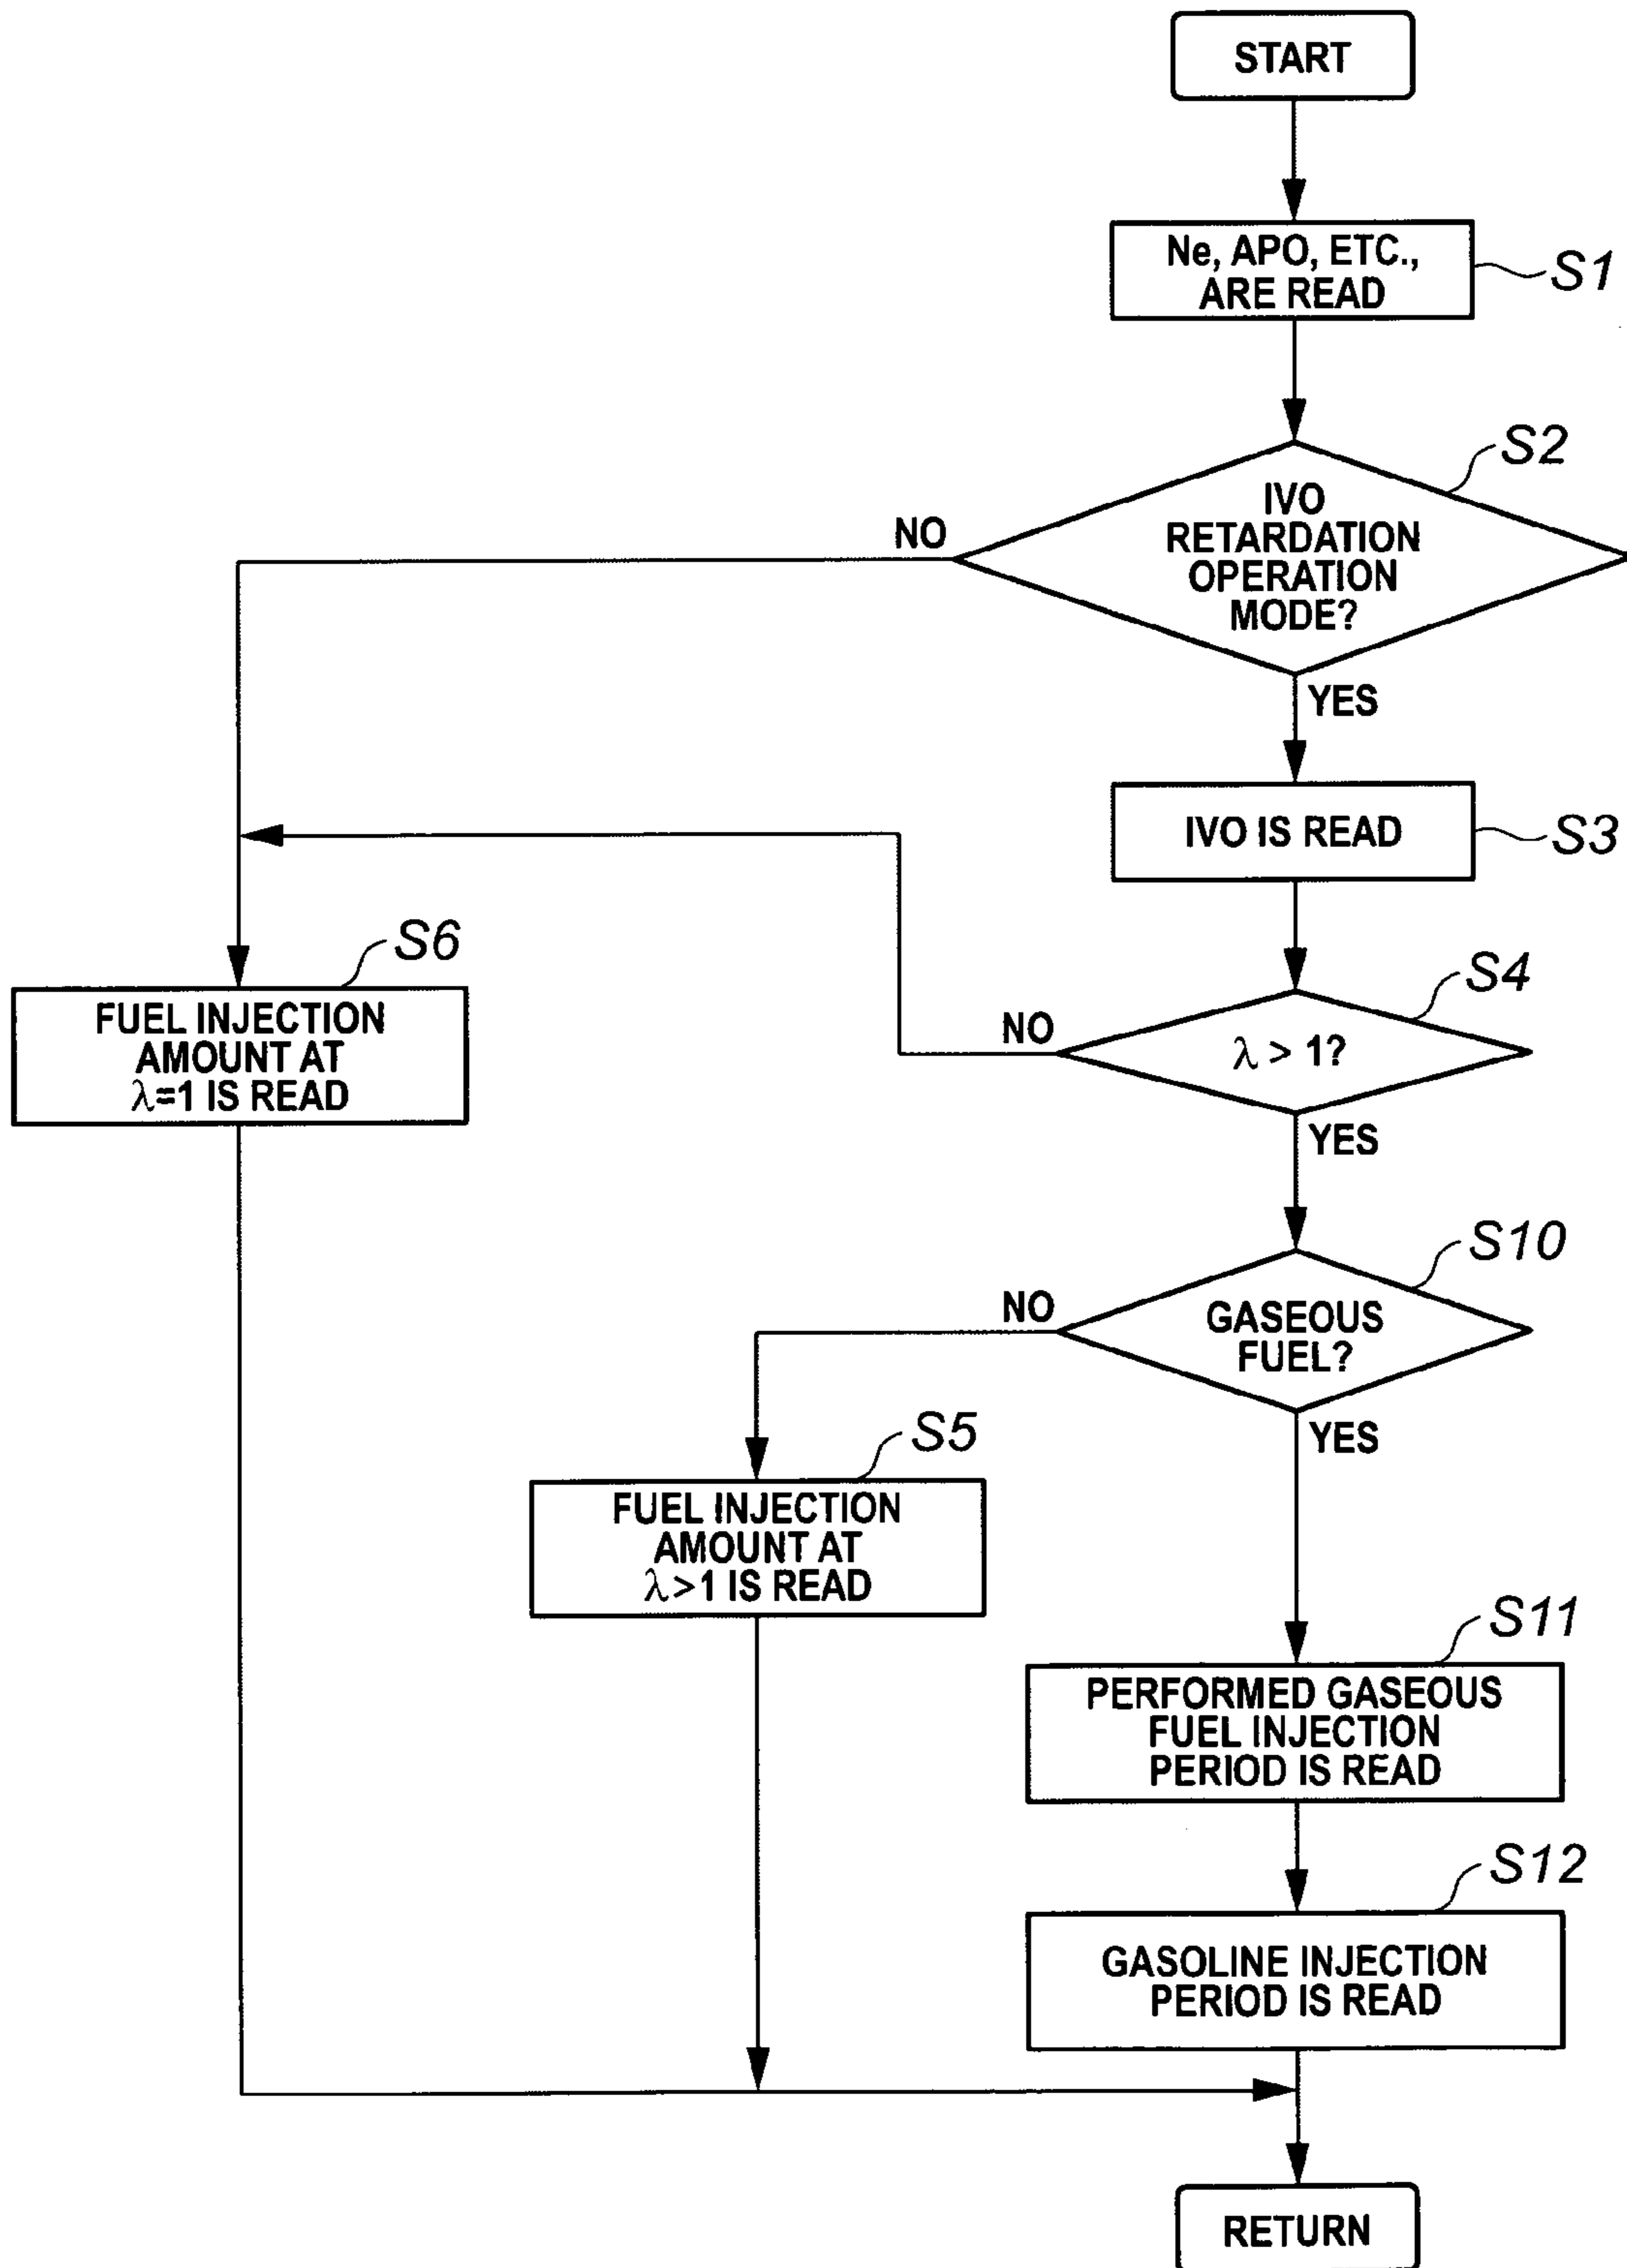 START
Ne, APO, ETC.,
ARE READ
S1
S2
IVO
RETARDATION
OPERATION
MODE?
NO
YES
IVO IS READ
S3
S6
FUEL INJECTION
AMOUNT AT
λ=1 IS READ
S4
NO
λ > 1?
YES
S10
NO
GASEOUS
FUEL?
YES
S5
FUEL INJECTION
AMOUNT AT
λ>1 IS READ
S11
PERFORMED GASEOUS
FUEL INJECTION
PERIOD IS READ
S12
GASOLINE INJECTION
PERIOD IS READ
RETURN